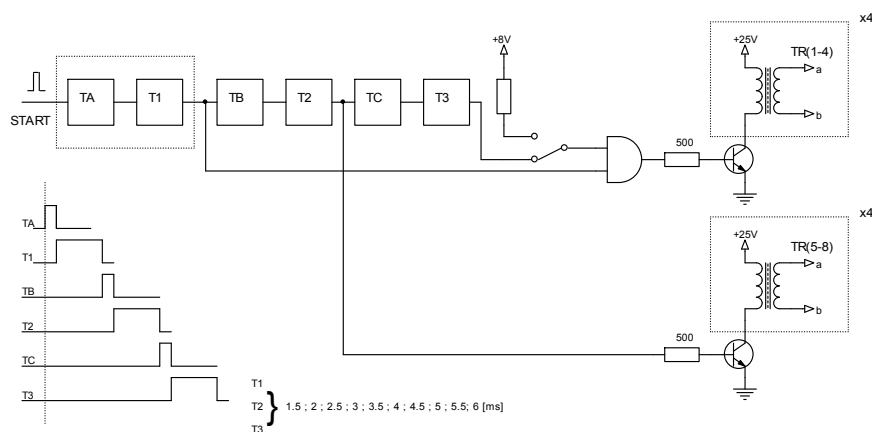 x4
+8V
+25V
TR(1-4)
a
b
START
TA
T1
TB
T2
TC
T3
500
x4
+25V
TR(5-8)
a
b
500
TA
T1
TB
T2
TC
T3
T1
T2
T3
} 1.5 ; 2 ; 2.5 ; 3 ; 3.5 ; 4 ; 4.5 ; 5 ; 5.5; 6 [ms]